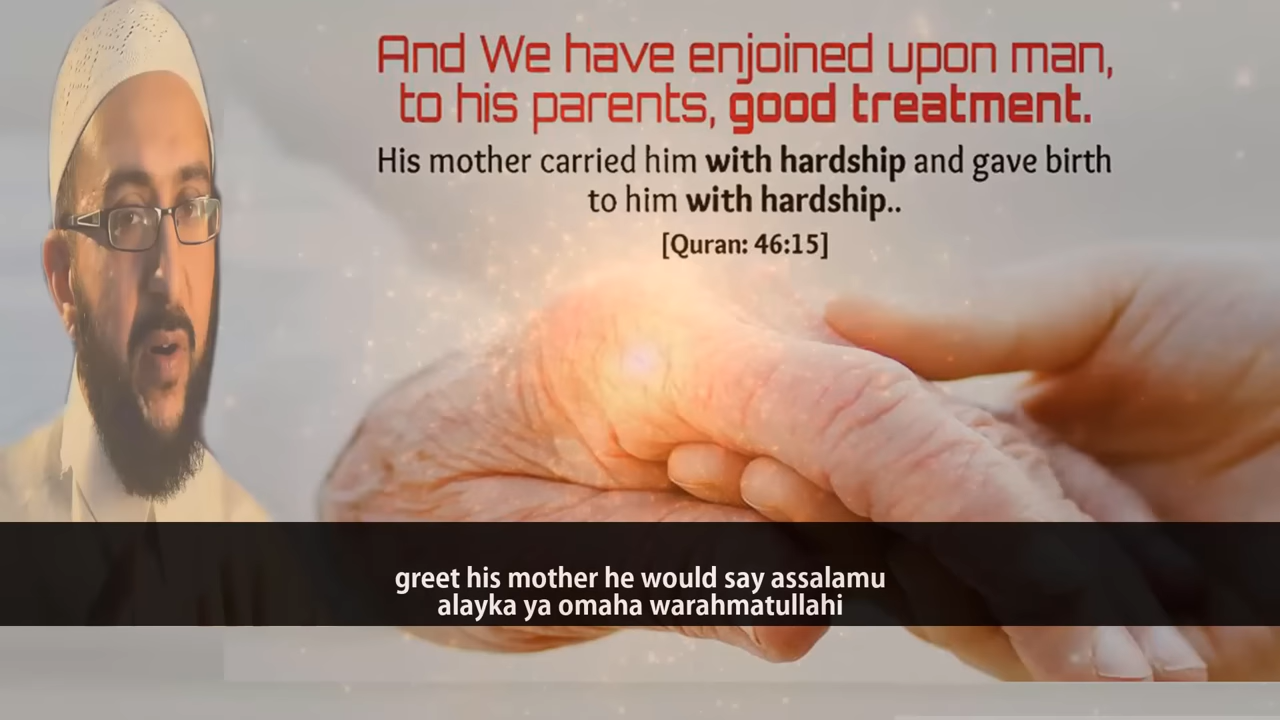 And We have enjoined upon man,
to his parents, good treatment.
His mother carried him with hardship and gave birth
to him with hardship..
[Quran: 46:15]
greet his mother he would say assalamu
alayka ya omaha warahmatullahi